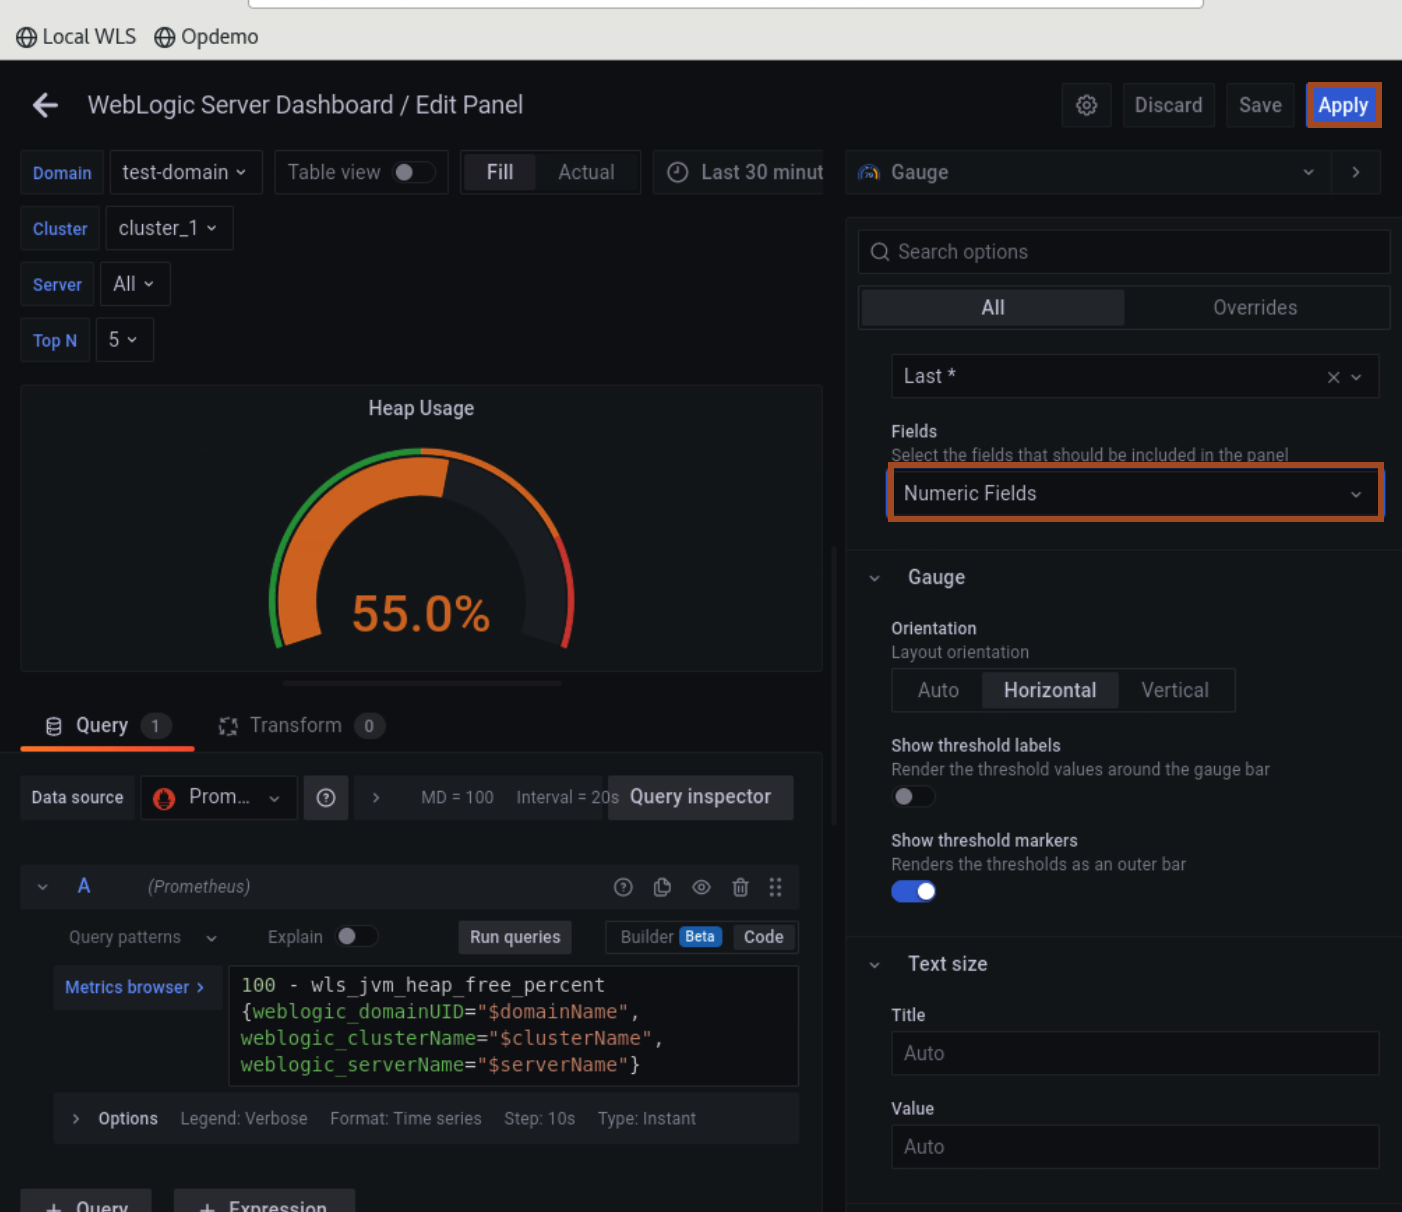 Local WLS Opdemo
WebLogic Server Dashboard / Edit Panel Discard Save Apply
Domain test-domain Table view Fill Actual Last 30 minut Gauge
Cluster cluster_1
Server All
Top N 5
Search options
All Overrides
Last *
Fields
Select the fields that should be included in the panel
Numeric Fields
Heap Usage
55.0%
Gauge
Orientation
Layout orientation
Auto Horizontal Vertical
Show threshold labels
Render the threshold values around the gauge bar
Show threshold markers
Renders the thresholds as an outer bar
Text size
Title
Auto
Value
Auto
Query 1 Transform 0
Data source Prom... MD = 100 Interval = 20s Query inspector
A (Prometheus)
Query patterns Explain Run queries Builder Beta Code
Metrics browser >
100 - wls_jvm_heap_free_percent
{weblogic_domainUID="$domainName",
weblogic_clusterName="$clusterName",
weblogic_serverName="$serverName"}
Options Legend: Verbose Format: Time series Step: 10s Type: Instant
+ Query + Expression